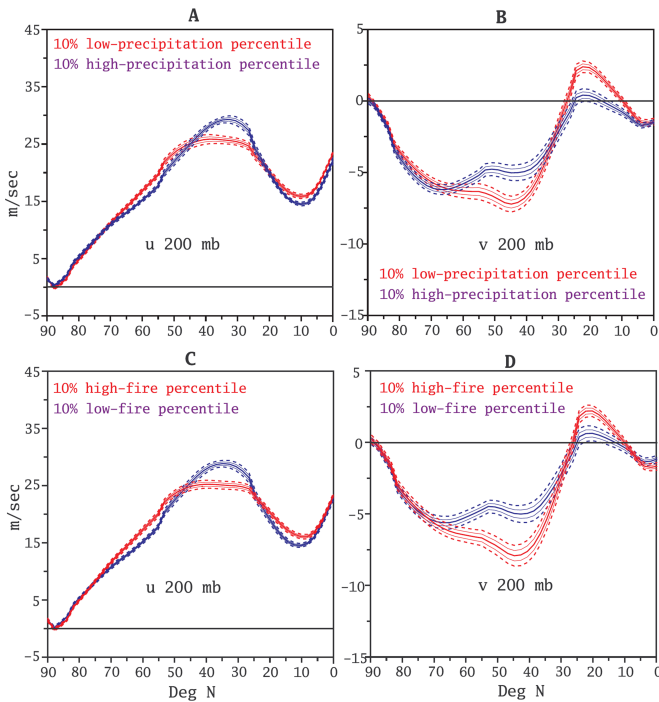 A
45
35
25
15
5
−5
m/sec
10% low-precipitation percentile
10% high-precipitation percentile
u 200 mb
90 80 70 60 50 40 30 20 10 0
B
5
0
−5
−10
−15
v 200 mb
10% low-precipitation percentile
10% high-precipitation percentile
90 80 70 60 50 40 30 20 10 0
C
45
35
25
15
5
−5
m/sec
10% high-fire percentile
10% low-fire percentile
u 200 mb
90 80 70 60 50 40 30 20 10 0
Deg N
D
5
0
−5
−10
−15
10% high-fire percentile
10% low-fire percentile
v 200 mb
90 80 70 60 50 40 30 20 10 0
Deg N